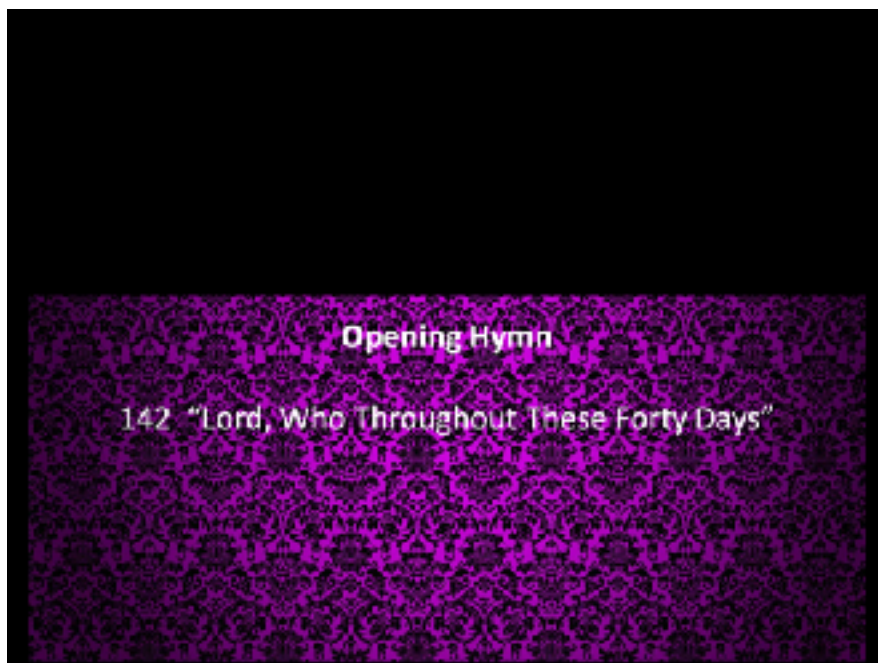 Opening Hymn
142 “Lord, Who Throughout These Forty Days”